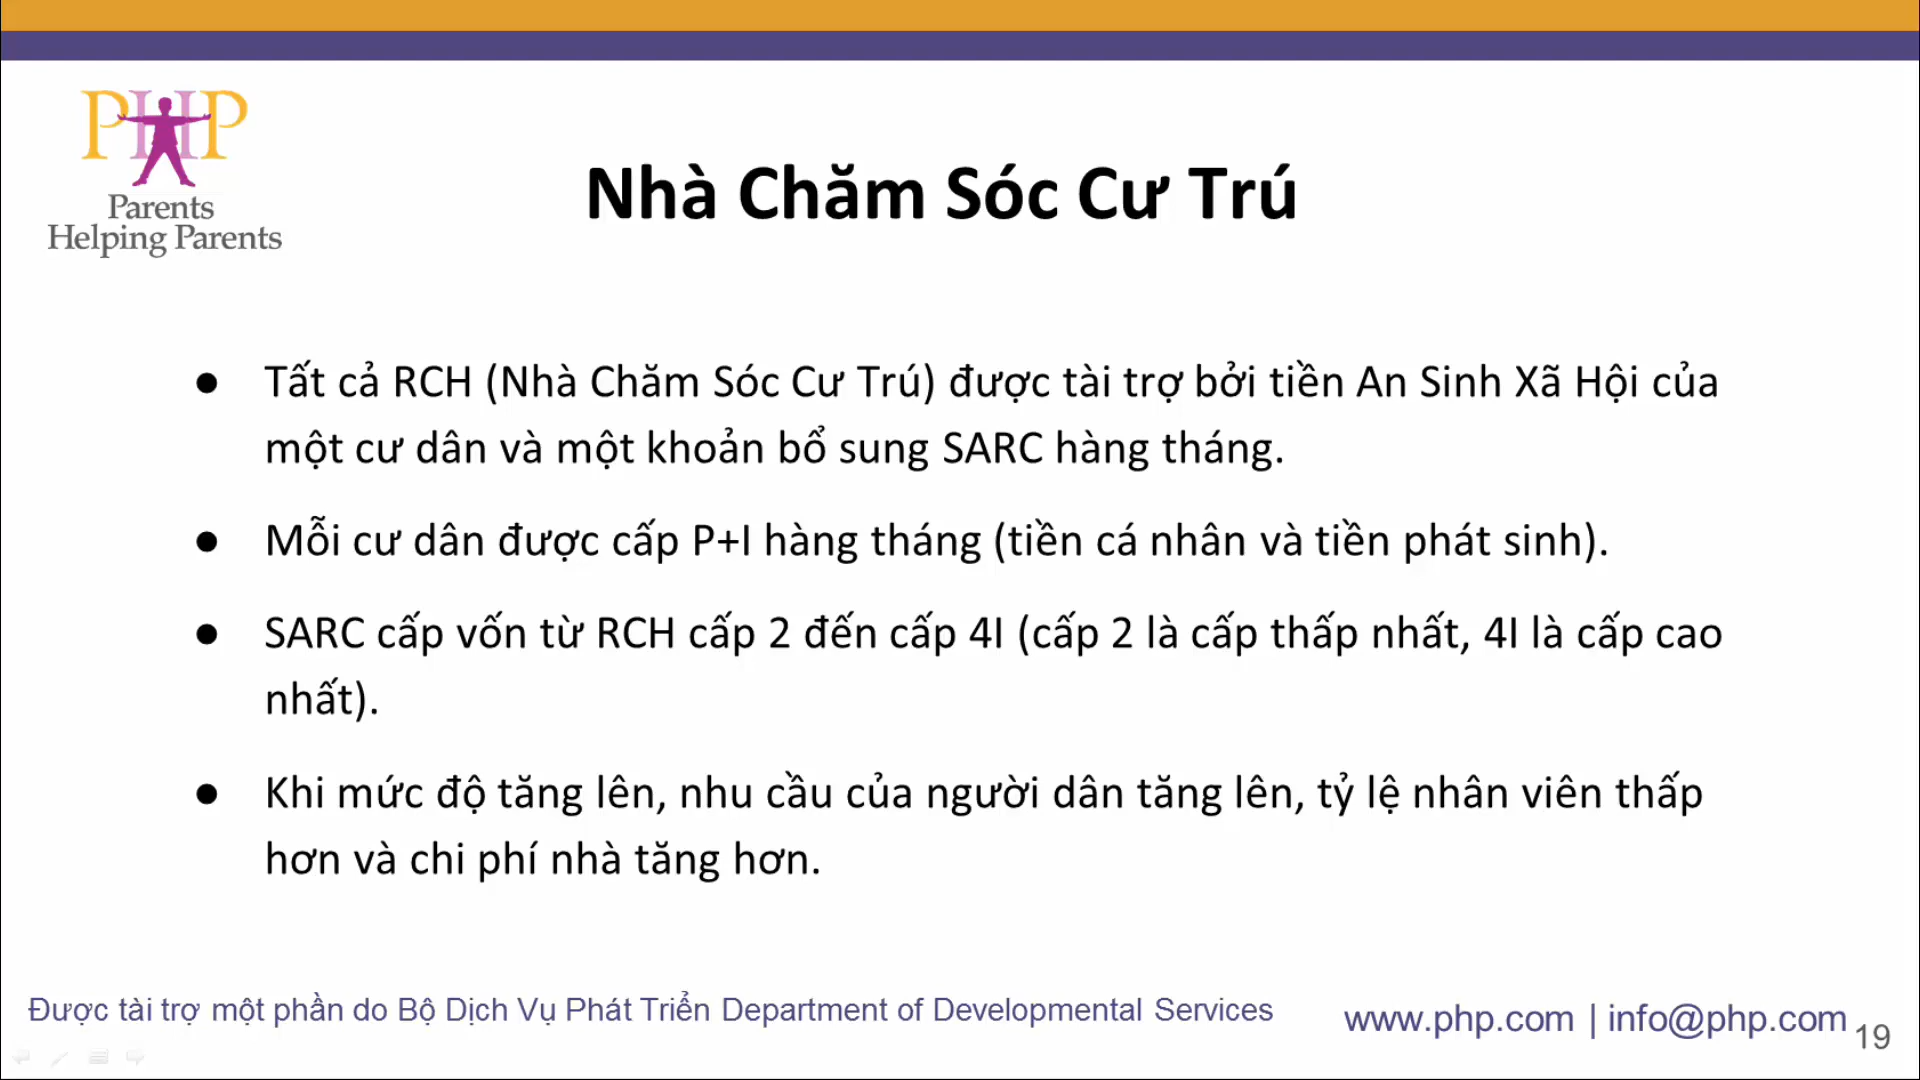 PHP
Parents
Helping Parents
Nhà Chăm Sóc Cư Trú
● Tất cả RCH (Nhà Chăm Sóc Cư Trú) được tài trợ bởi tiền An Sinh Xã Hội của
một cư dân và một khoản bổ sung SARC hàng tháng.
● Mỗi cư dân được cấp P+I hàng tháng (tiền cá nhân và tiền phát sinh).
● SARC cấp vốn từ RCH cấp 2 đến cấp 4I (cấp 2 là cấp thấp nhất, 4I là cấp cao
nhất).
● Khi mức độ tăng lên, nhu cầu của người dân tăng lên, tỷ lệ nhân viên thấp
hơn và chi phí nhà tăng hơn.
Được tài trợ một phần do Bộ Dịch Vụ Phát Triển Department of Developmental Services
www.php.com | info@php.com
19